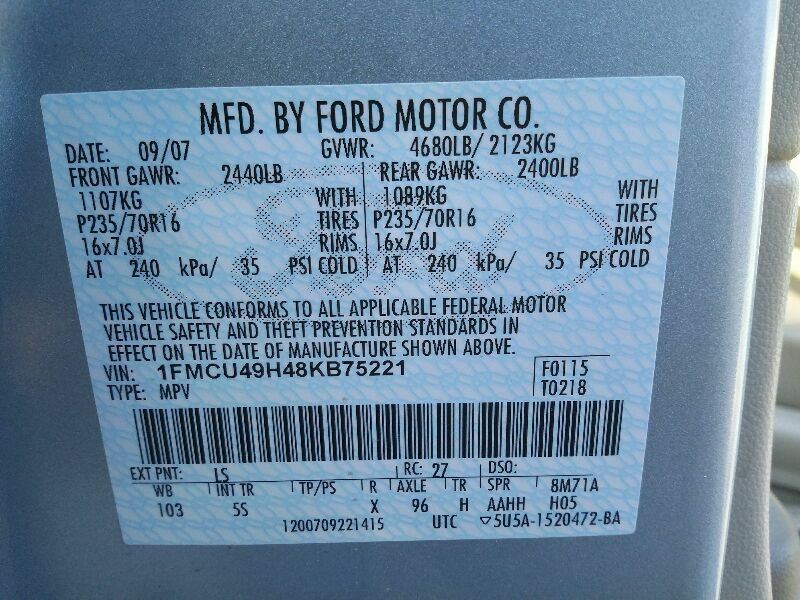 MFD. BY FORD MOTOR CO.
DATE: 09/07 GVWR: 4680LB/ 2123KG
FRONT GAWR: 2440LB REAR GAWR: 2400LB
1107KG WITH 1089KG WITH
P235/70R16 TIRES P235/70R16 TIRES
16x7.0J RIMS 16x7.0J RIMS
AT 240 kPa/ 35 PSI COLD AT 240 kPa/ 35 PSI COLD
Ford
THIS VEHICLE CONFORMS TO ALL APPLICABLE FEDERAL MOTOR
VEHICLE SAFETY AND THEFT PREVENTION STANDARDS IN
EFFECT ON THE DATE OF MANUFACTURE SHOWN ABOVE.
VIN: 1FMCU49H48KB75221 F0115
TYPE: MPV T0218
EXT PNT: LS RC: 27 DSO:
WB INT TR TP/PS R AXLE TR SPR 8M71A
103 5S X 96 H AAHH H05
1200709221415 UTC ▽5U5A-1520472-BA